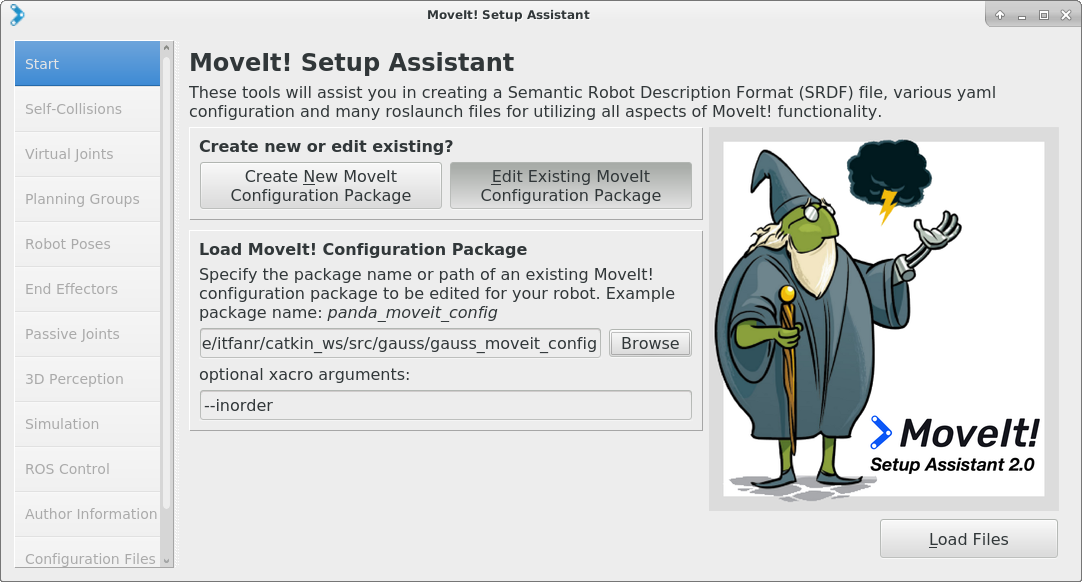 MoveIt! Setup Assistant
Start
Self-Collisions
Virtual Joints
Planning Groups
Robot Poses
End Effectors
Passive Joints
3D Perception
Simulation
ROS Control
Author Information
Configuration Files
MoveIt! Setup Assistant
These tools will assist you in creating a Semantic Robot Description Format (SRDF) file, various yaml
configuration and many roslaunch files for utilizing all aspects of MoveIt! functionality.
Create new or edit existing?
Create New MoveIt
Configuration Package
Edit Existing MoveIt
Configuration Package
Load MoveIt! Configuration Package
Specify the package name or path of an existing MoveIt!
configuration package to be edited for your robot. Example
package name: panda_moveit_config
e/itfanr/catkin_ws/src/gauss/gauss_moveit_config
Browse
optional xacro arguments:
--inorder
MoveIt!
Setup Assistant 2.0
Load Files